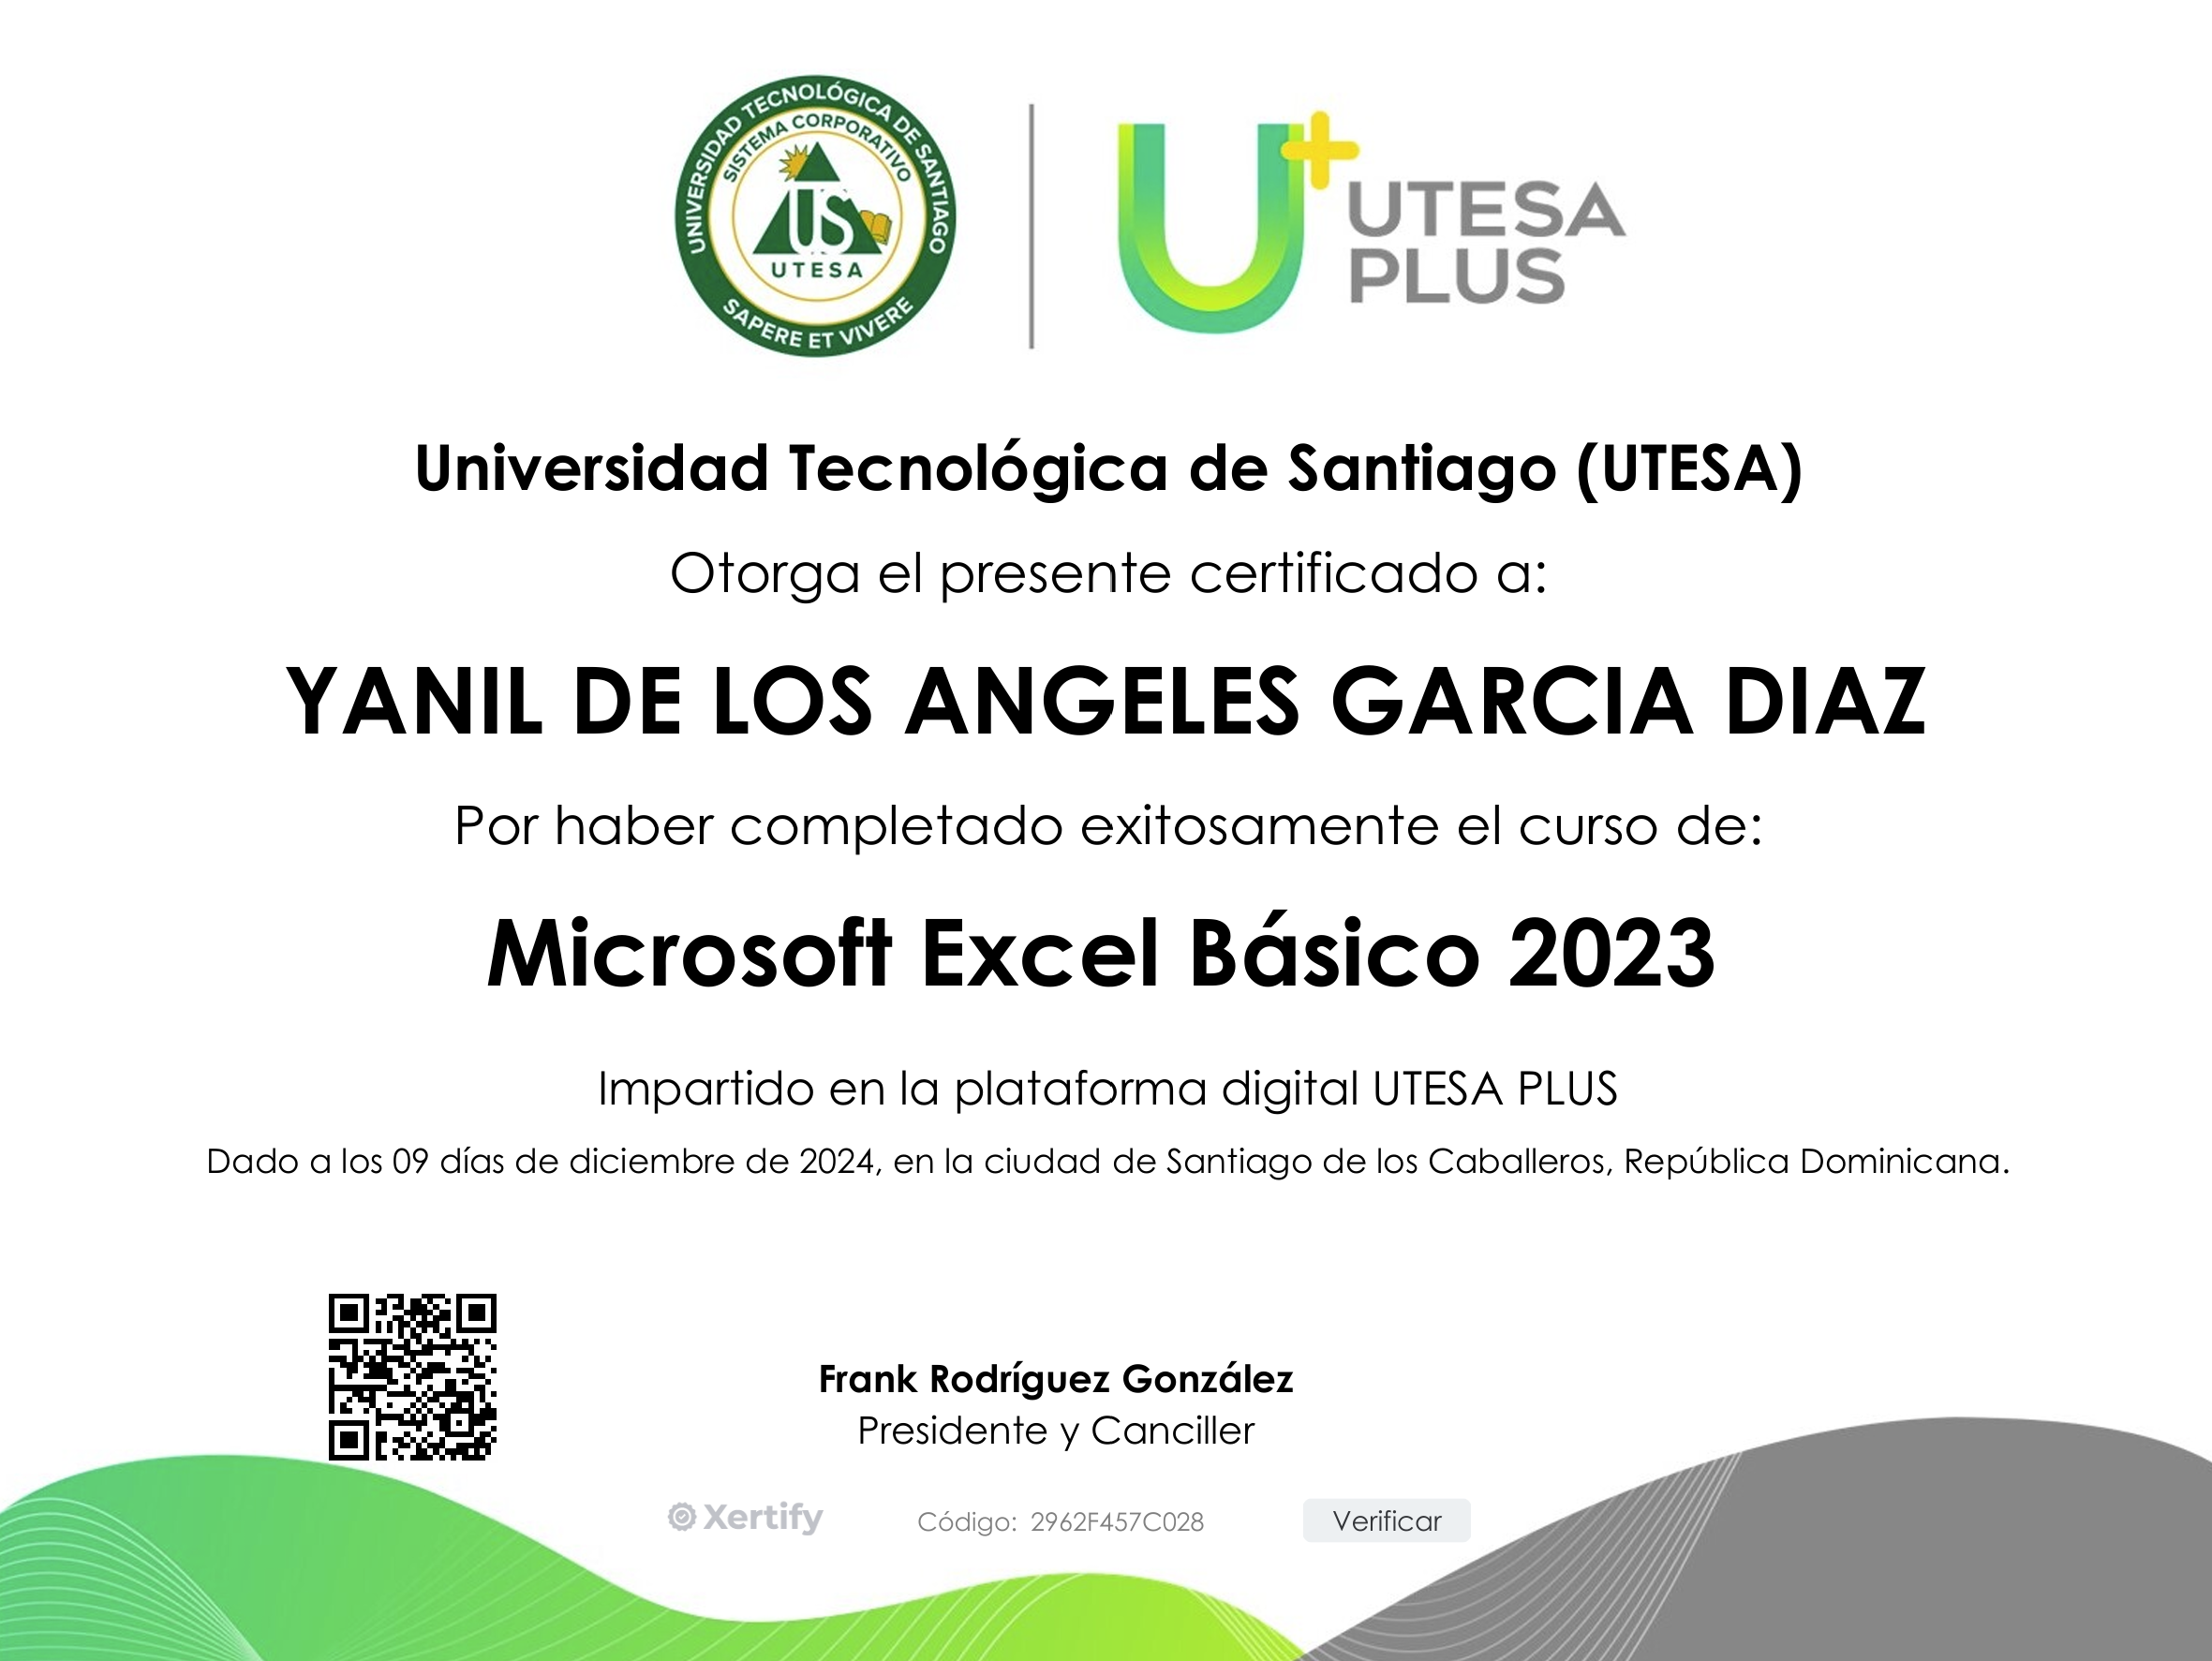 UNIVERSIDAD TECNOLÓGICA DE SANTIAGO
SISTEMA CORPORATIVO
US
UTESA
SAPERE ET VIVERE
U+
UTESA
PLUS
Universidad Tecnológica de Santiago (UTESA)
Otorga el presente certificado a:
YANIL DE LOS ANGELES GARCIA DIAZ
Por haber completado exitosamente el curso de:
Microsoft Excel Básico 2023
Impartido en la plataforma digital UTESA PLUS
Dado a los 09 días de diciembre de 2024, en la ciudad de Santiago de los Caballeros, República Dominicana.
Frank Rodríguez González
Presidente y Canciller
Xertify
Código: 2962F457C028
Verificar